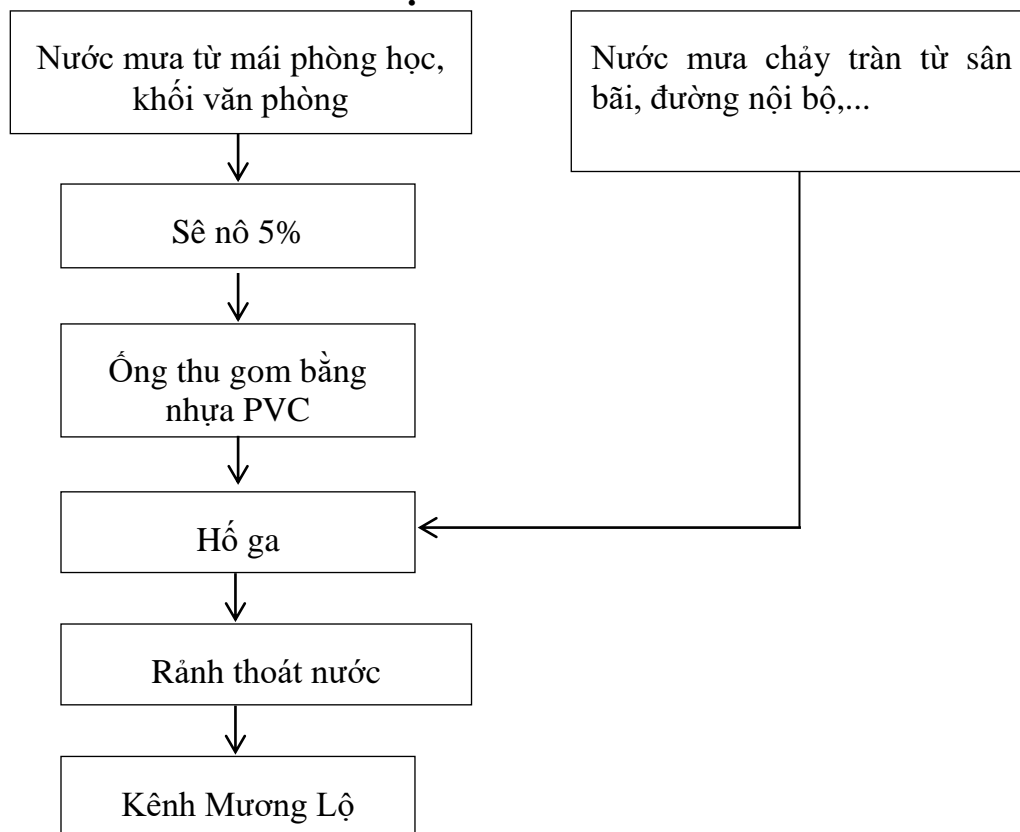 Nước mưa từ mái phòng học,
khối văn phòng
Nước mưa chảy tràn từ sân
bãi, đường nội bộ,...
Sê nô 5%
Ống thu gom bằng
nhựa PVC
Hố ga
Rảnh thoát nước
Kênh Mương Lộ